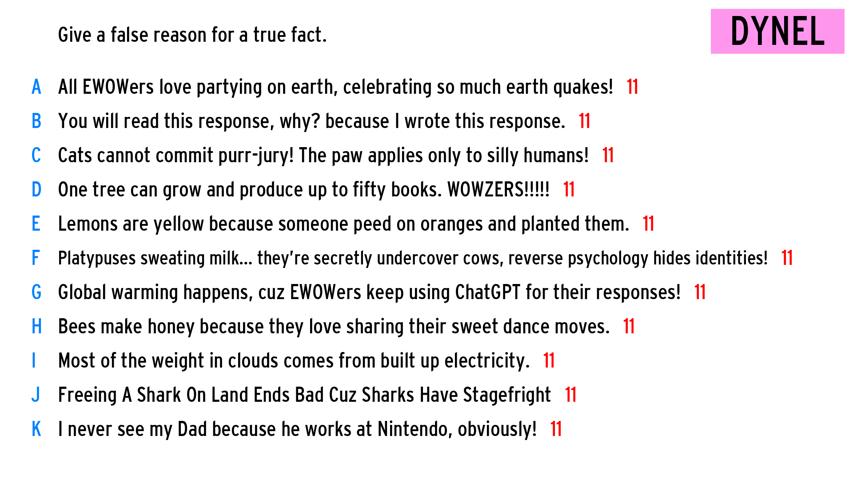 Give a false reason for a true fact.
DYNEL
A All EWOWers love partying on earth, celebrating so much earth quakes! 11
B You will read this response, why? because I wrote this response. 11
C Cats cannot commit purr-jury! The paw applies only to silly humans! 11
D One tree can grow and produce up to fifty books. WOWZERS!!!!! 11
E Lemons are yellow because someone peed on oranges and planted them. 11
F Platypuses sweating milk... they're secretly undercover cows, reverse psychology hides identities! 11
G Global warming happens, cuz EWOWers keep using ChatGPT for their responses! 11
H Bees make honey because they love sharing their sweet dance moves. 11
I Most of the weight in clouds comes from built up electricity. 11
J Freeing A Shark On Land Ends Bad Cuz Sharks Have Stagefright 11
K I never see my Dad because he works at Nintendo, obviously! 11